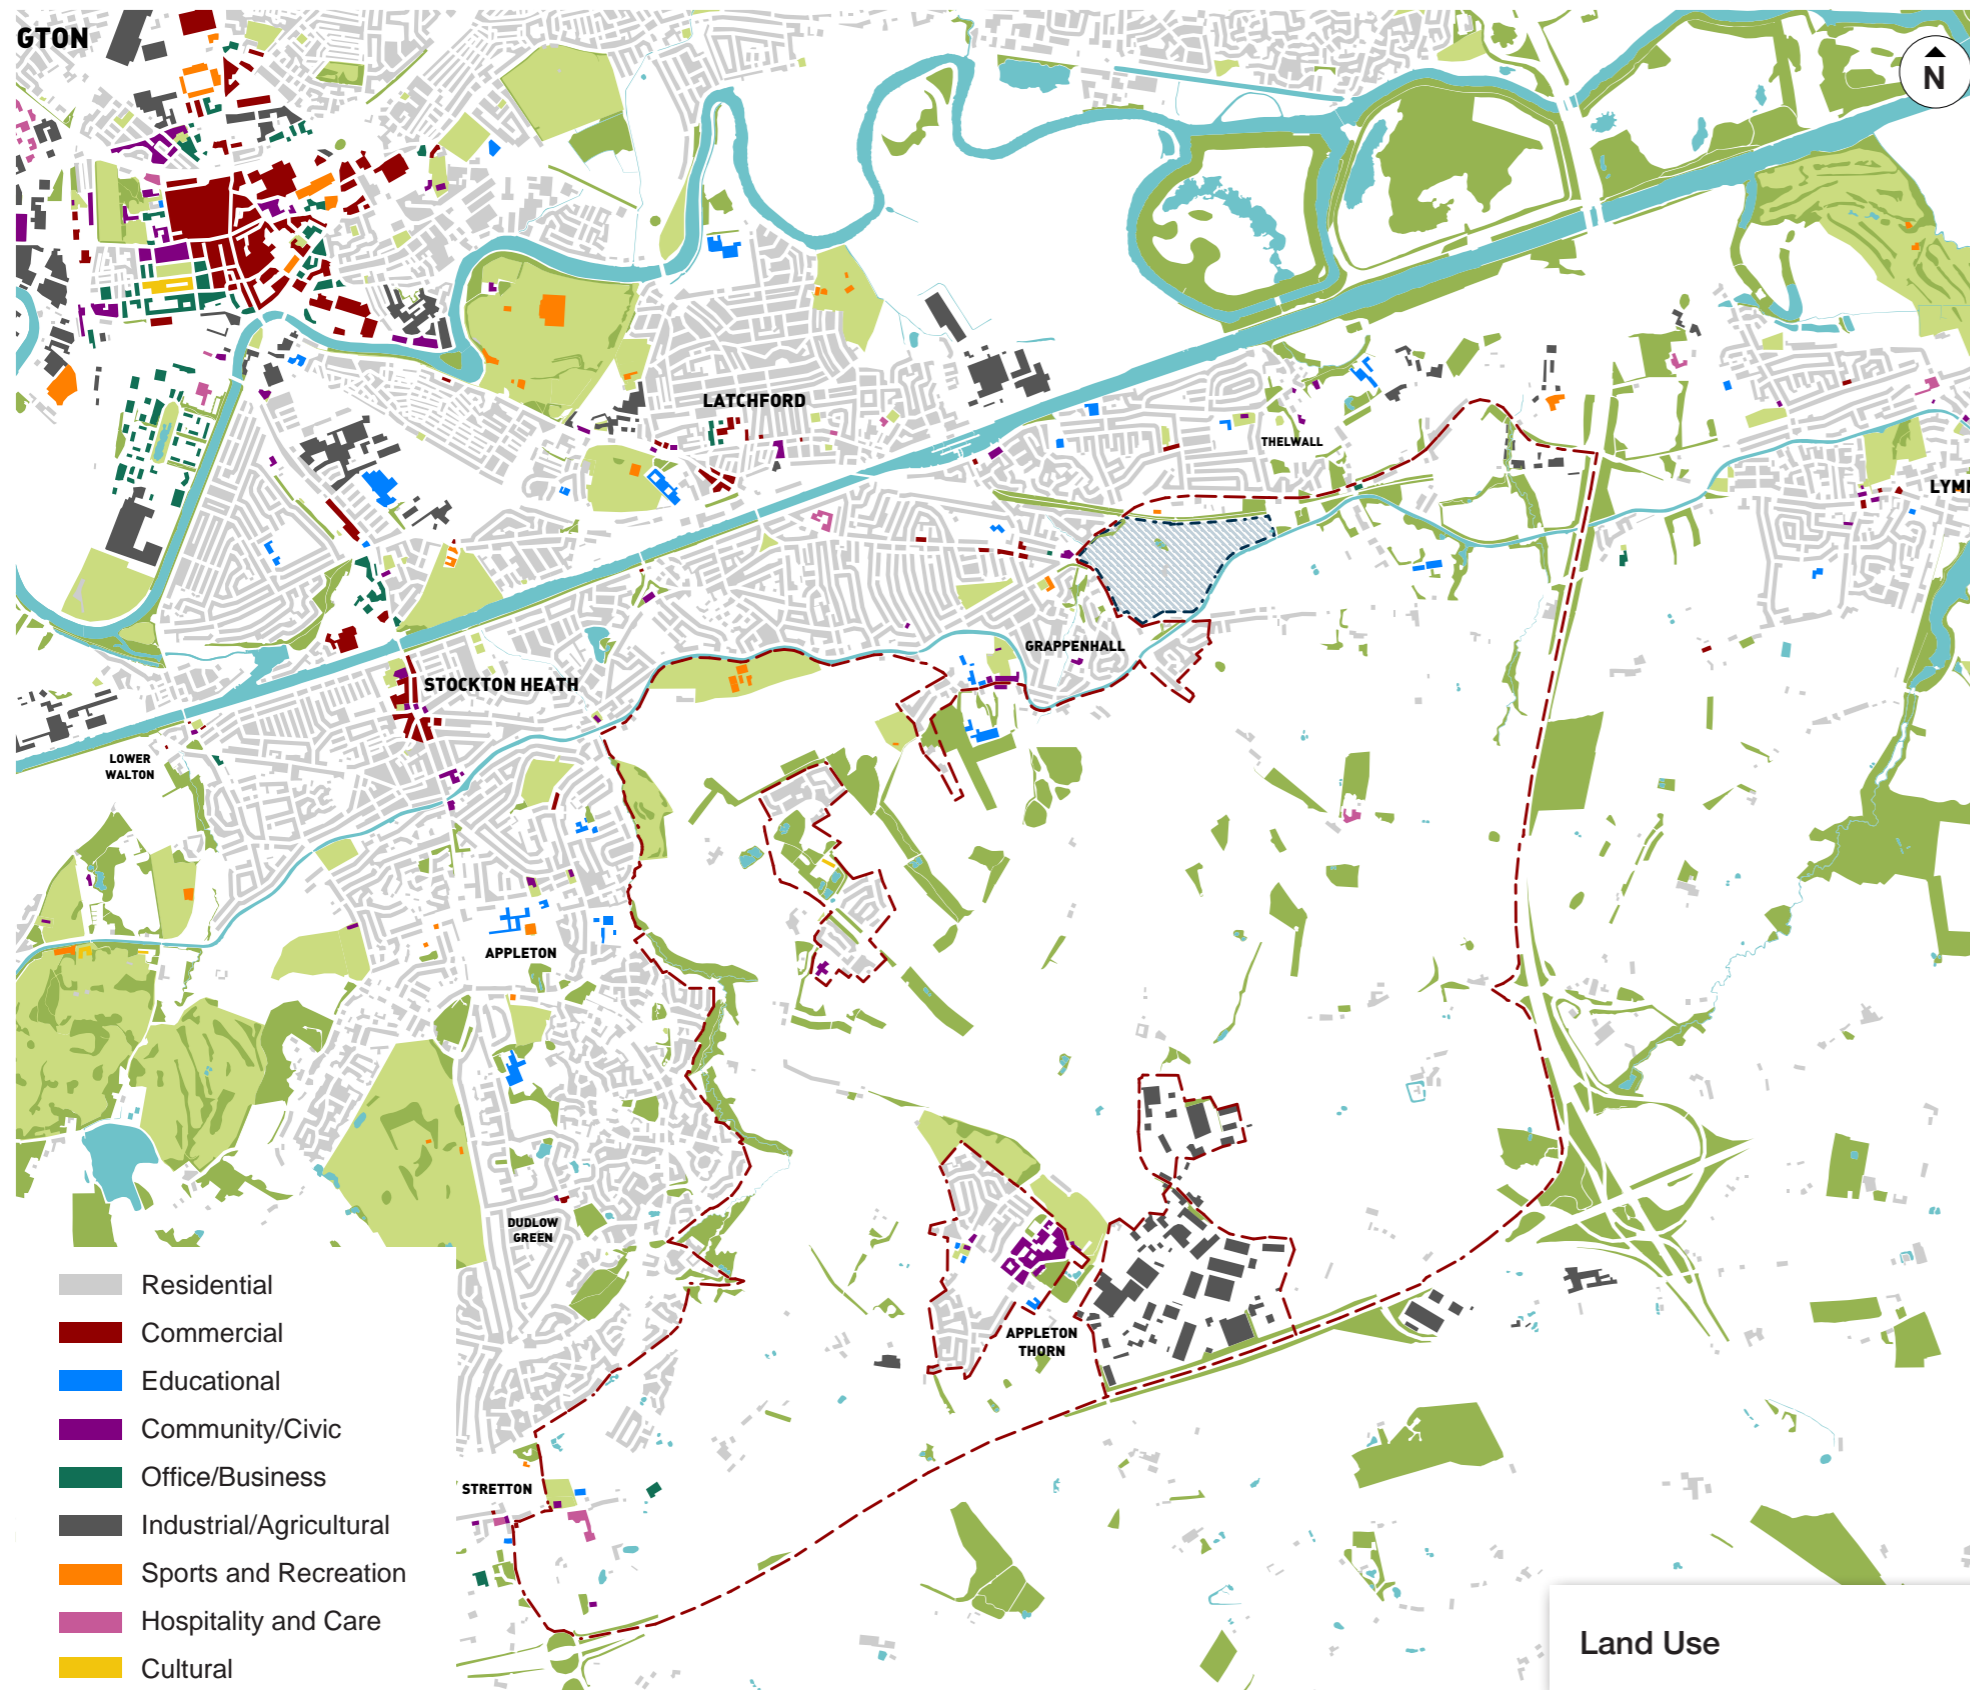 GTON
N
LATCHFORD
THELWALL
LYM
GRAPPENHALL
STOCKTON HEATH
LOWER
WALTON
APPLETON
DUDLOW
GREEN
APPLETON
THORN
STRETTON
Residential
Commercial
Educational
Community/Civic
Office/Business
Industrial/Agricultural
Sports and Recreation
Hospitality and Care
Cultural
Land Use